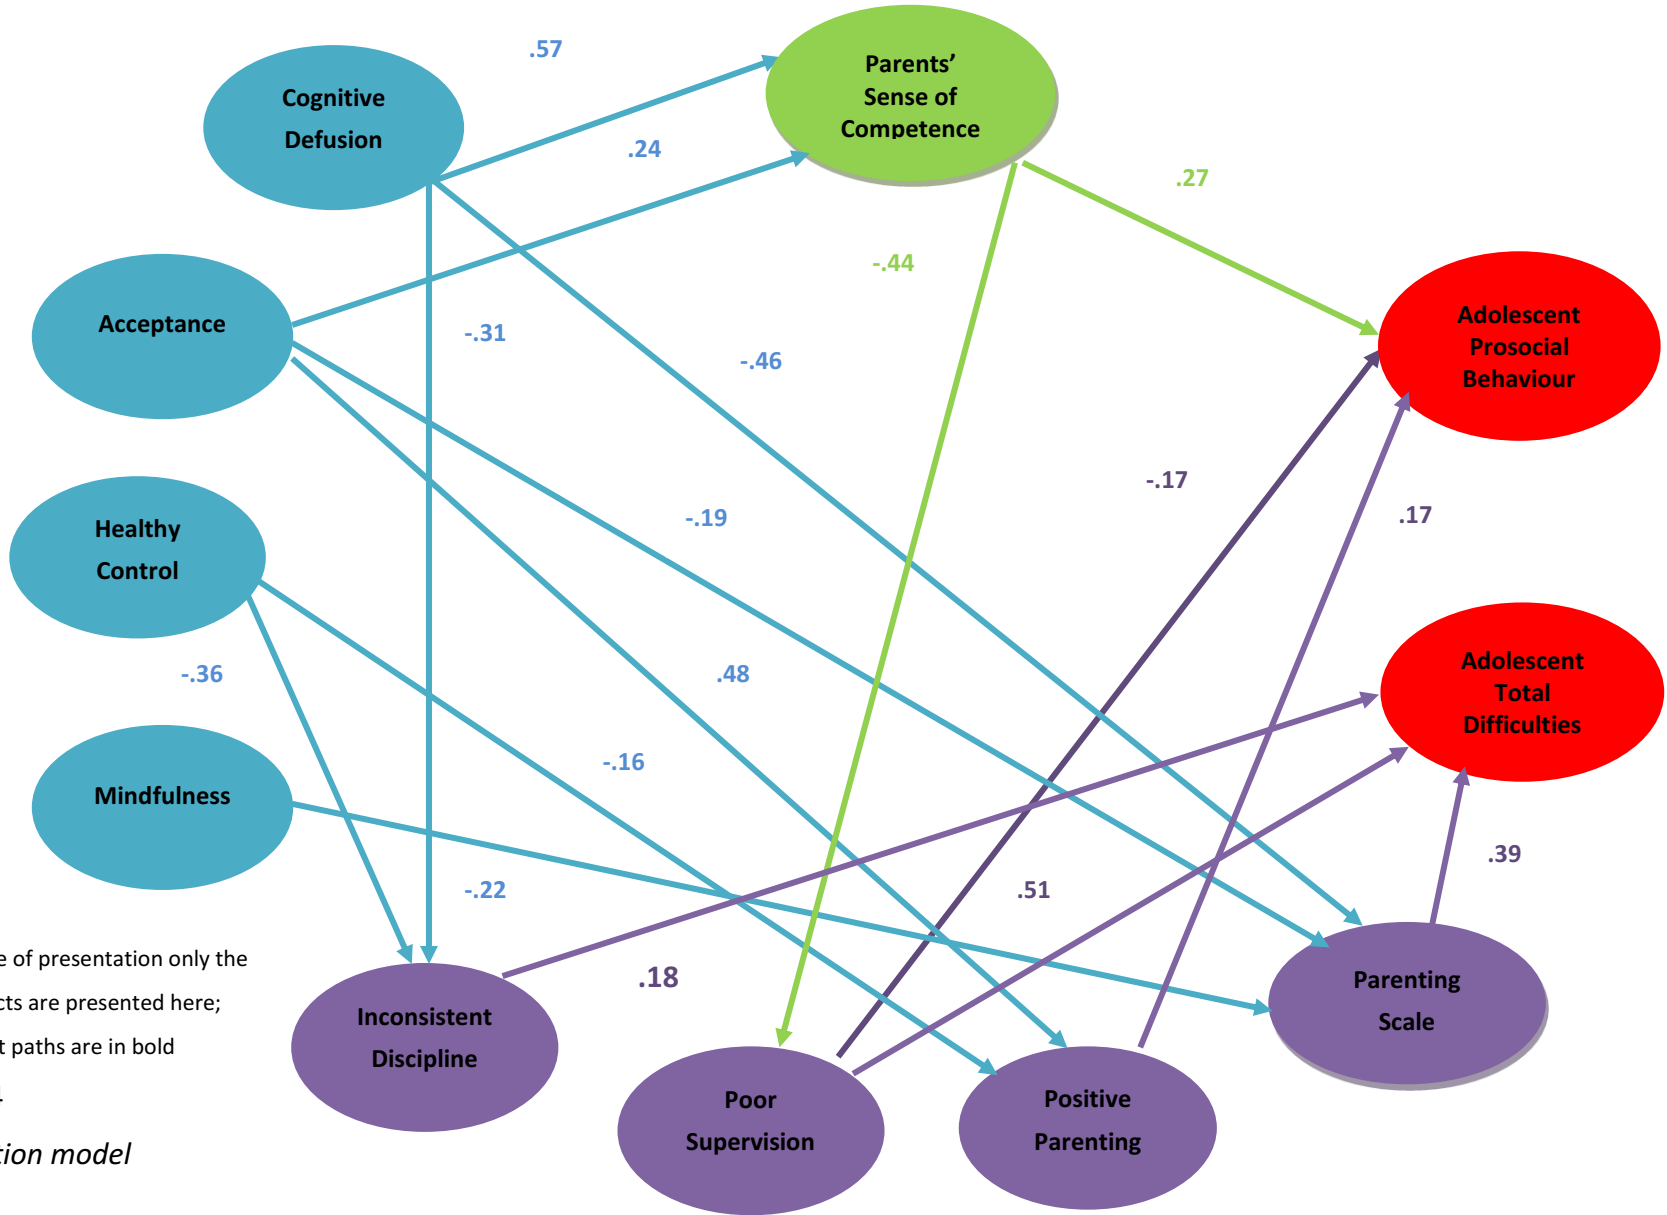 .57
Parents’
Sense of
Competence
Cognitive
Defusion
.24
.27
-.44
Acceptance
-.31
-.46
Adolescent
Prosocial
Behaviour
-.17
.17
-.19
Healthy
Control
-.36
.48
Adolescent
Total
Difficulties
-.16
Mindfulness
.39
-.22
.51
e of presentation only the
cts are presented here;
t paths are in bold
.18
Parenting
Scale
Inconsistent
Discipline
Poor
Supervision
Positive
Parenting
tion model